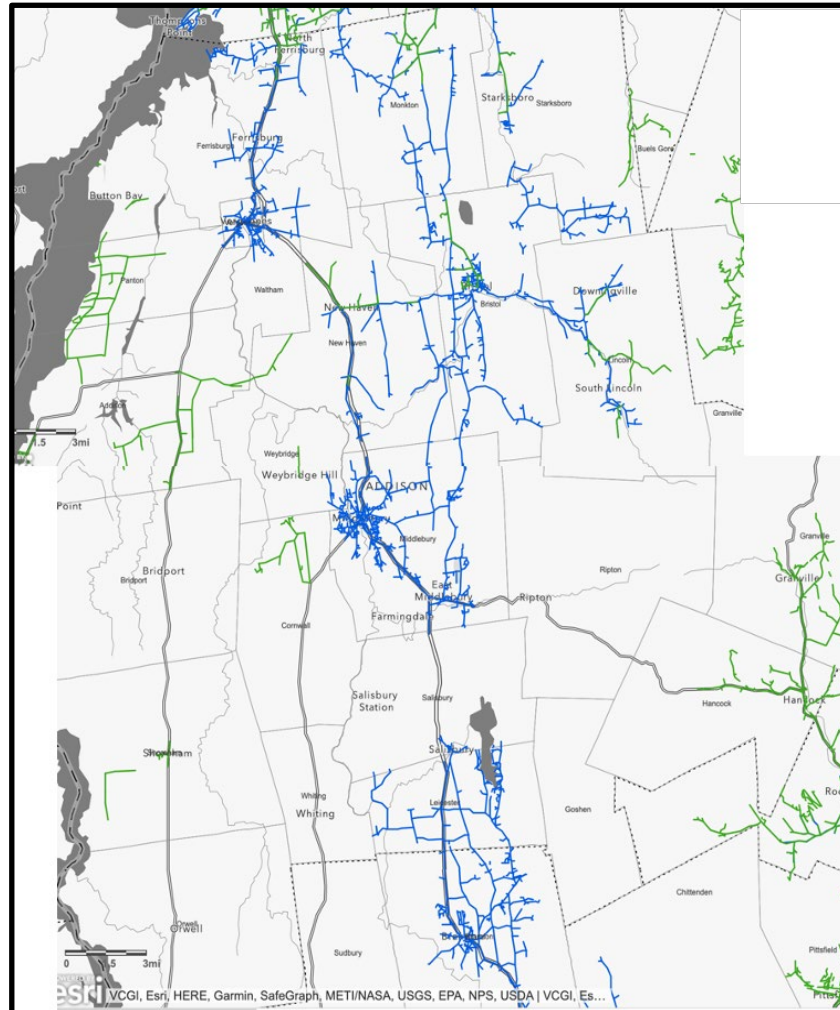 Thompsons
Point
North
Ferrisburg
Monkton
Starksboro
Starksboro
Ferrisburg
Ferrisburgh
Buels Gore
Button Bay
Panton
Waltham
Downingville
Bristol
New Haven
New Haven
Lincoln
South Lincoln
Addison
Granville
1.5 3mi
Weybridge
Weybridge Hill
ADDISON
Middlebury
Point
Middlebury
Granville
Bridport
Bridport
Ripton
Granville
East
Middlebury
Ripton
Farmingdale
Cornwall
Salisbury
Station
Salisbury
Hancock
Hancock
Salisbury
Shoreham
Leicester
Goshen
Whiting
Whiting
Chittenden
Orwell
Orwell
Sudbury
Pittsfield
0 1.5 3mi
esri
VCGI, Esri, HERE, Garmin, SafeGraph, METI/NASA, USGS, EPA, NPS, USDA | VCGI, Es...